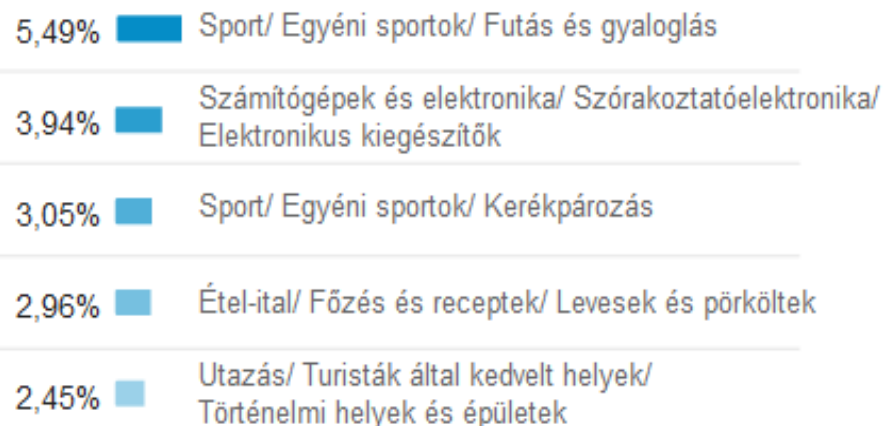 5,49% Sport/ Egyéni sportok/ Futás és gyaloglás
3,94% Számítógépek és elektronika/ Szórakoztatóelektronika/
Elektronikus kiegészítők
3,05% Sport/ Egyéni sportok/ Kerékpározás
2,96% Étel-ital/ Főzés és receptek/ Levesek és pörköltek
2,45% Utazás/ Turisták által kedvelt helyek/
Történelmi helyek és épületek